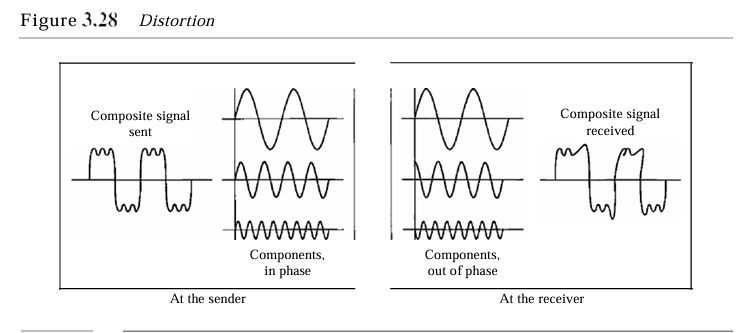 Figure 3.28 Distortion
Composite signal
sent
Components,
in phase
At the sender
Composite signal
received
Components,
out of phase
At the receiver